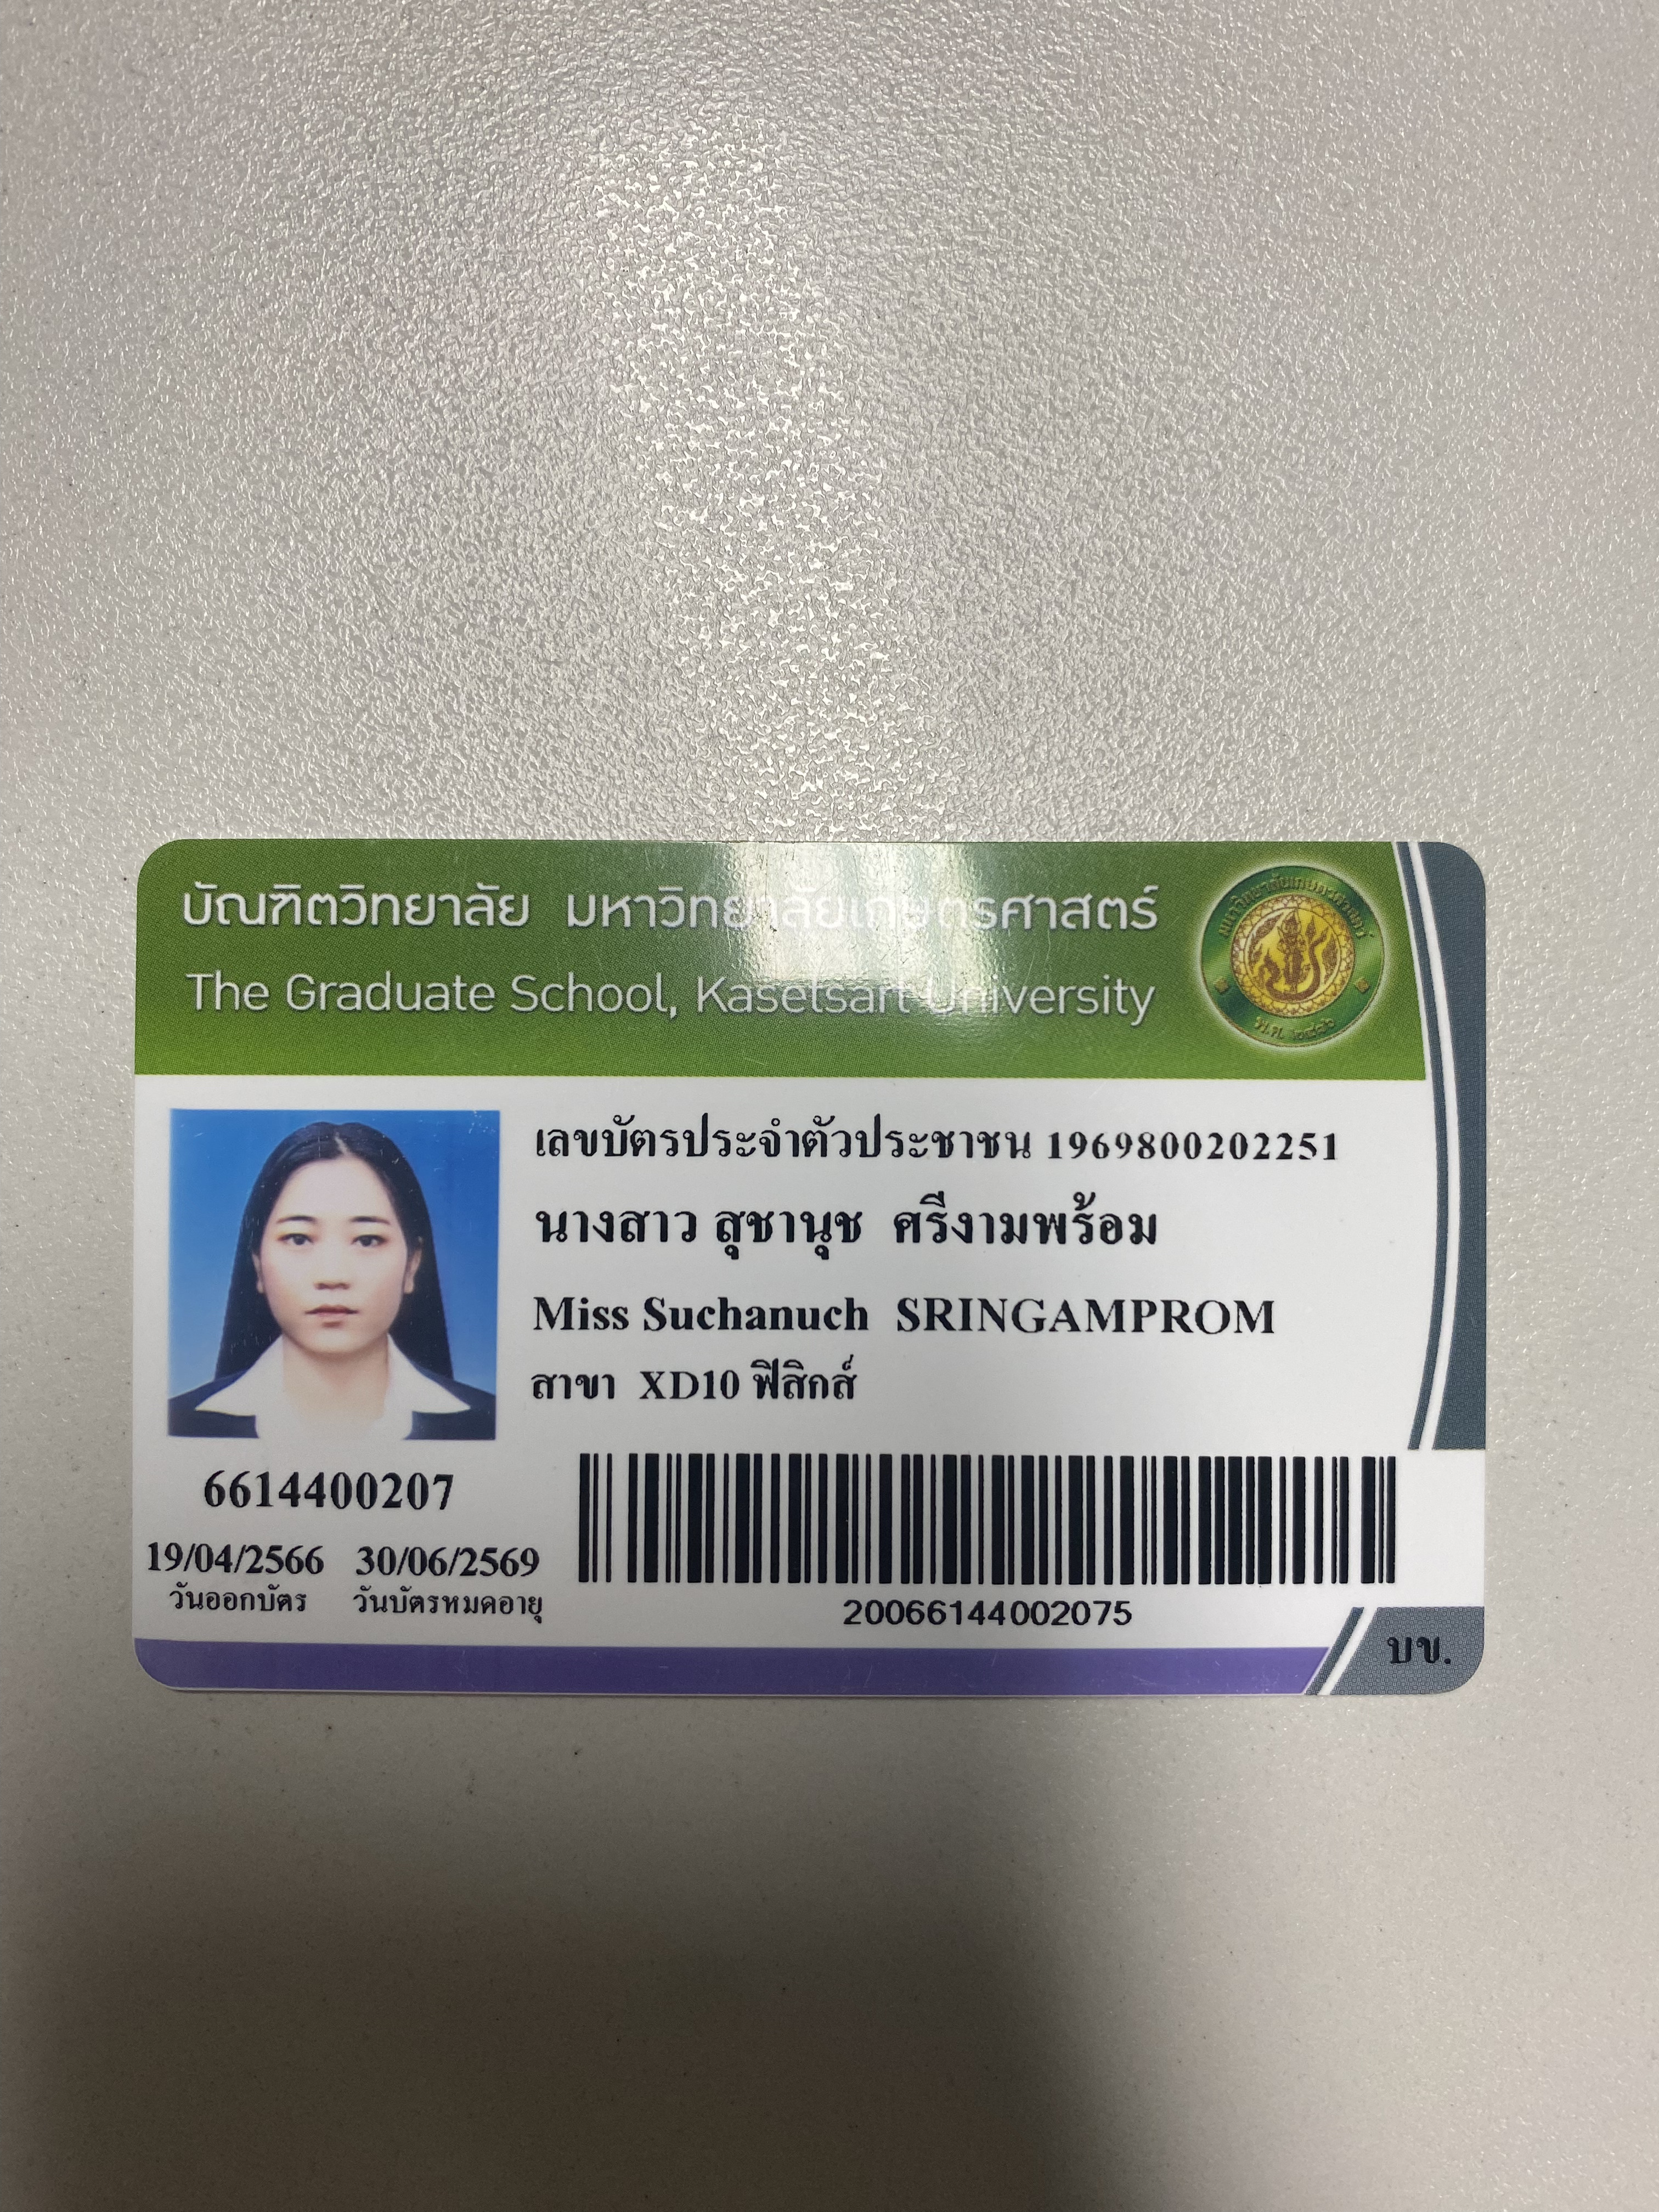 บัณฑิตวิทยาลัย มหาวิทยาลัยเกษตรศาสตร์
The Graduate School, Kasetsart University
มหาวิทยาลัยเกษตรศาสตร์
พ.ศ. ๒๔๘๖
เลขบัตรประจำตัวประชาชน 1969800202251
นางสาว สุชานุช ศรีงามพร้อม
Miss Suchanuch SRINGAMPROM
สาขา XD10 ฟิสิกส์
6614400207
19/04/2566 30/06/2569
วันออกบัตร วันบัตรหมดอายุ
20066144002075
บข.